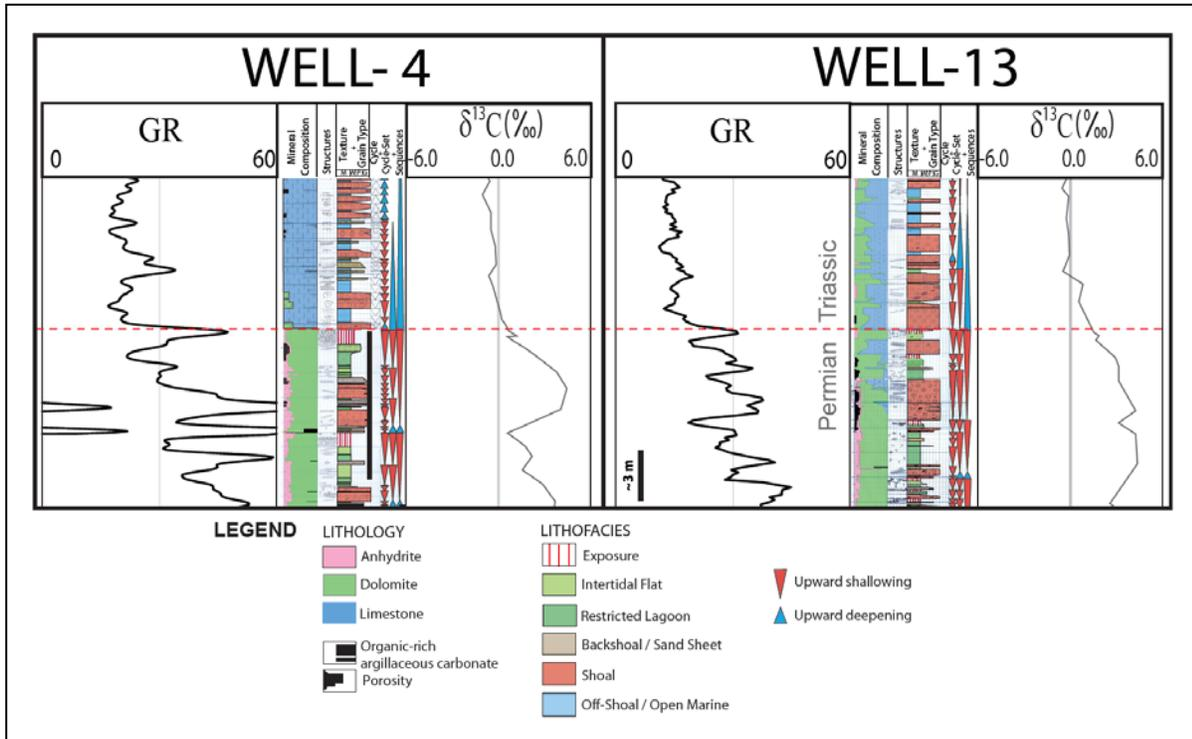 WELL- 4
GR
0 60
Mineral
Composition
Structures
Texture
+
Grain Type
Cycle
Cycle-Set
Sequences
δ¹³C(‰)
-6.0 0.0 6.0
WELL-13
GR
0 60
Mineral
Composition
Structures
Texture
+
Grain Type
Cycle
Cycle-Set
Sequences
δ¹³C(‰)
-6.0 0.0 6.0
Triassic
Permian
~3 m
LEGEND
LITHOLOGY
Anhydrite
Dolomite
Limestone
Organic-rich
argillaceous carbonate
Porosity
LITHOFACIES
Exposure
Intertidal Flat
Restricted Lagoon
Backshoal / Sand Sheet
Shoal
Off-Shoal / Open Marine
Upward shallowing
Upward deepening